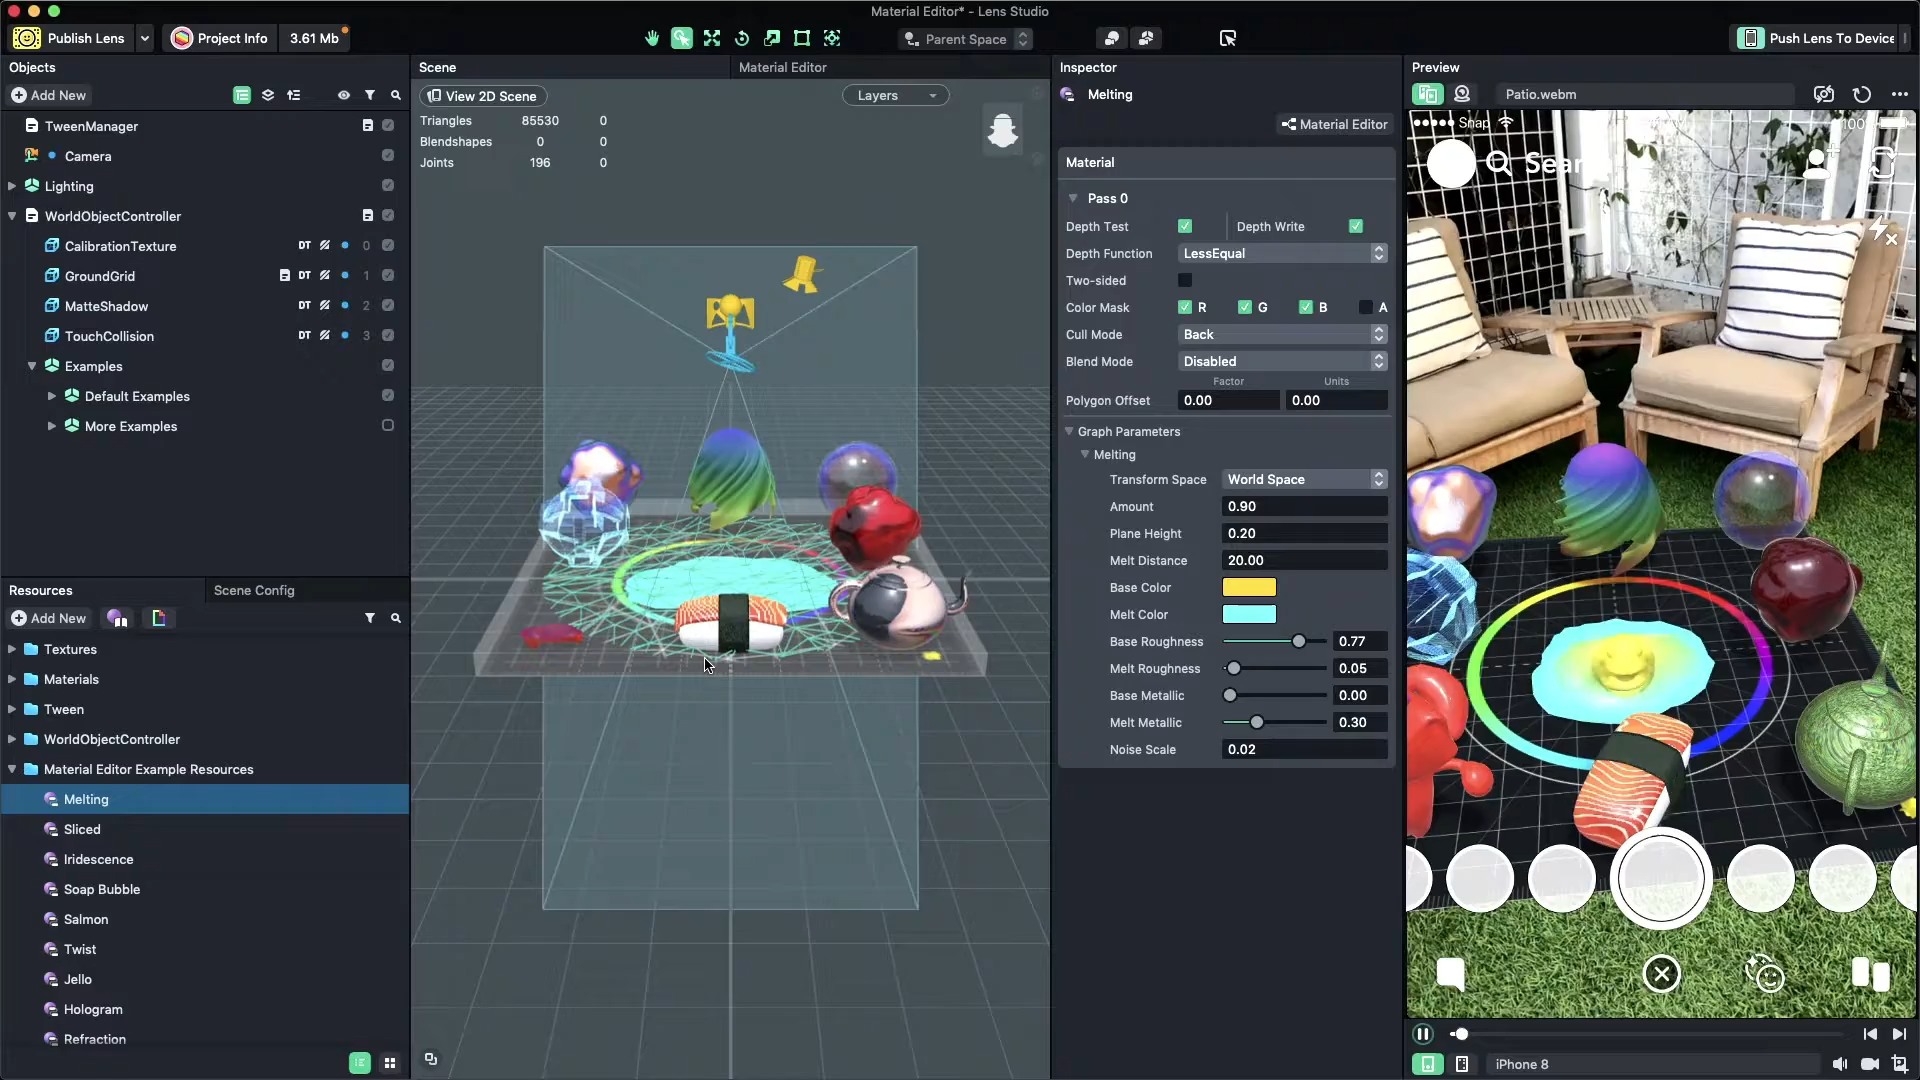 Material Editor* - Lens Studio
Publish Lens
Project Info
3.61 Mb
Parent Space
Push Lens To Device
Objects
Add New
TweenManager
Camera
Lighting
WorldObjectController
CalibrationTexture DT 0
GroundGrid DT 1
MatteShadow DT 2
TouchCollision DT 3
Examples
Default Examples
More Examples
Resources
Scene Config
Add New
Textures
Materials
Tween
WorldObjectController
Material Editor Example Resources
Melting
Sliced
Iridescence
Soap Bubble
Salmon
Twist
Jello
Hologram
Refraction
Scene
Material Editor
View 2D Scene
Layers
Triangles 85530 0
Blendshapes 0 0
Joints 196 0
Inspector
Melting
Material Editor
Material
Pass 0
Depth Test
Depth Write
Depth Function LessEqual
Two-sided
Color Mask R G B A
Cull Mode Back
Blend Mode Disabled
Factor Units
Polygon Offset 0.00 0.00
Graph Parameters
Melting
Transform Space World Space
Amount 0.90
Plane Height 0.20
Melt Distance 20.00
Base Color
Melt Color
Base Roughness 0.77
Melt Roughness 0.05
Base Metallic 0.00
Melt Metallic 0.30
Noise Scale 0.02
Preview
Patio.webm
Snap
100
iPhone 8